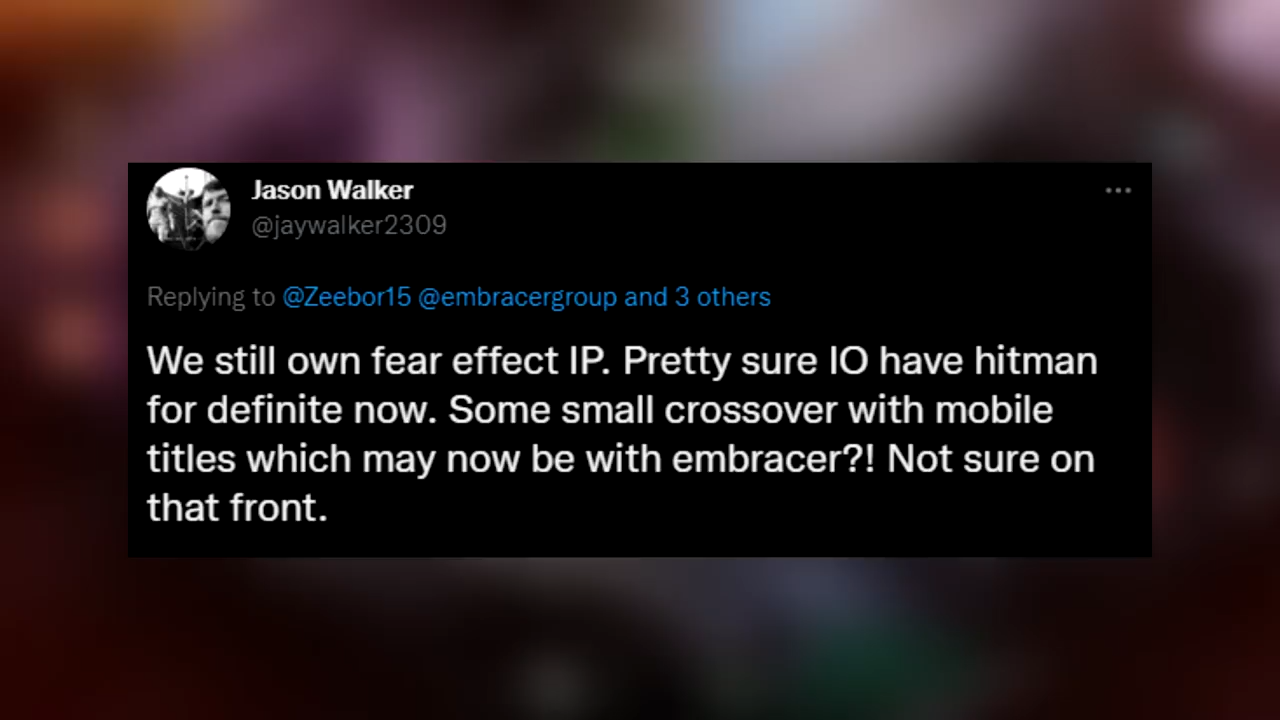 Jason Walker
@jaywalker2309
Replying to @Zeebor15 @embracergroup and 3 others
We still own fear effect IP. Pretty sure IO have hitman
for definite now. Some small crossover with mobile
titles which may now be with embracer?! Not sure on
that front.